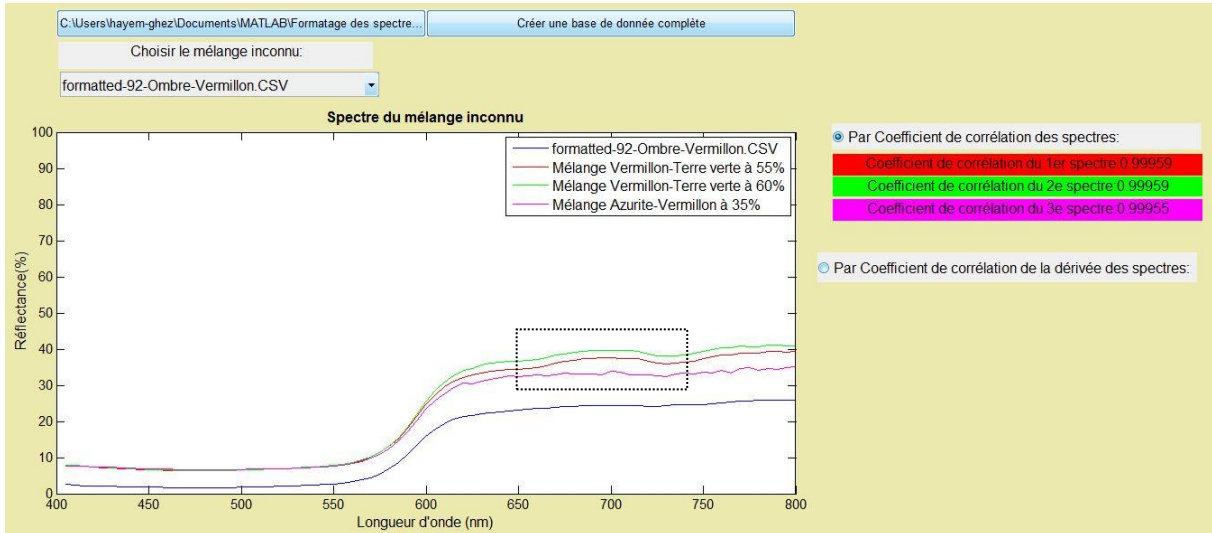 C:\Users\hayem-ghez\Documents\MATLAB\Formatage des spectre...
Créer une base de donnée complète
Choisir le mélange inconnu:
formatted-92-Ombre-Vermillon.CSV
Spectre du mélange inconnu
100
90
80
70
60
50
40
30
20
10
0
Réflectance(%)
formatted-92-Ombre-Vermillon.CSV
Mélange Vermillon-Terre verte à 55%
Mélange Vermillon-Terre verte à 60%
Mélange Azurite-Vermillon à 35%
400 450 500 550 600 650 700 750 800
Longueur d'onde (nm)
Par Coefficient de corrélation des spectres:
Coefficient de corrélation du 1er spectre:0.99959
Coefficient de corrélation du 2e spectre:0.99959
Coefficient de corrélation du 3e spectre:0.99955
Par Coefficient de corrélation de la dérivée des spectres: